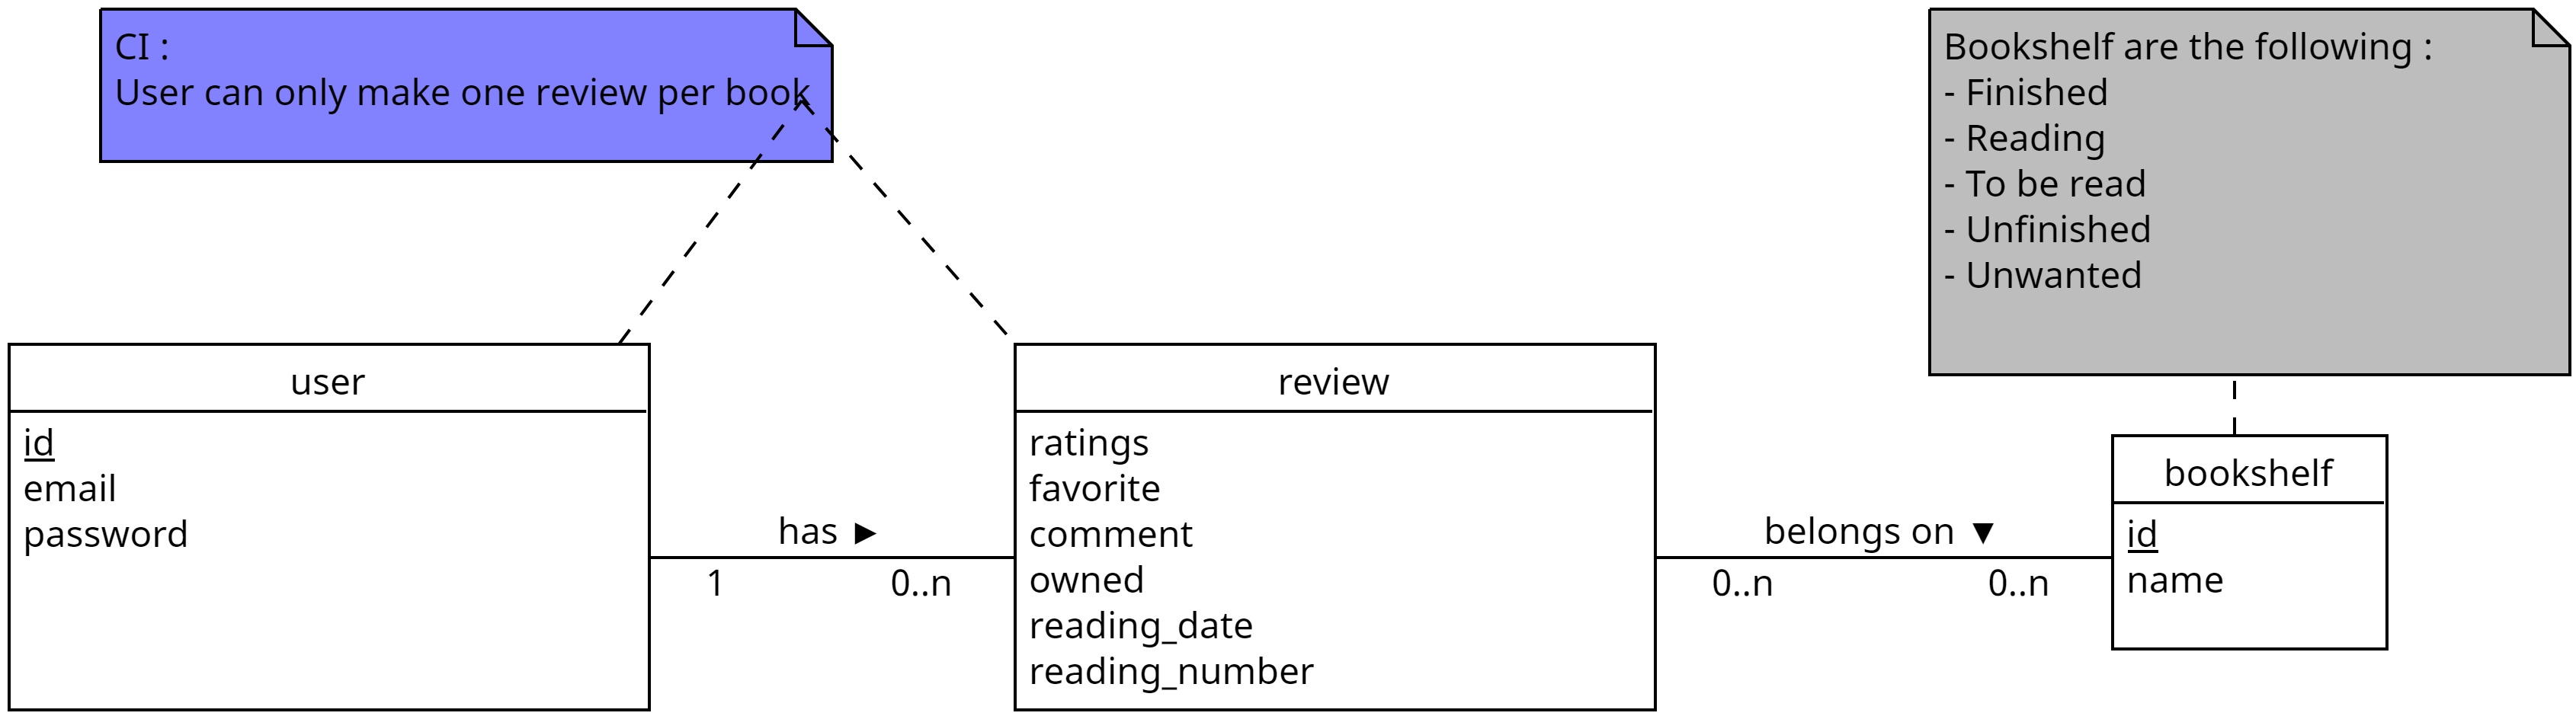 CI :
User can only make one review per book
Bookshelf are the following :
- Finished
- Reading
- To be read
- Unfinished
- Unwanted
user
id
email
password
has ►
1
0..n
review
ratings
favorite
comment
owned
reading_date
reading_number
belongs on ▼
0..n
0..n
bookshelf
id
name